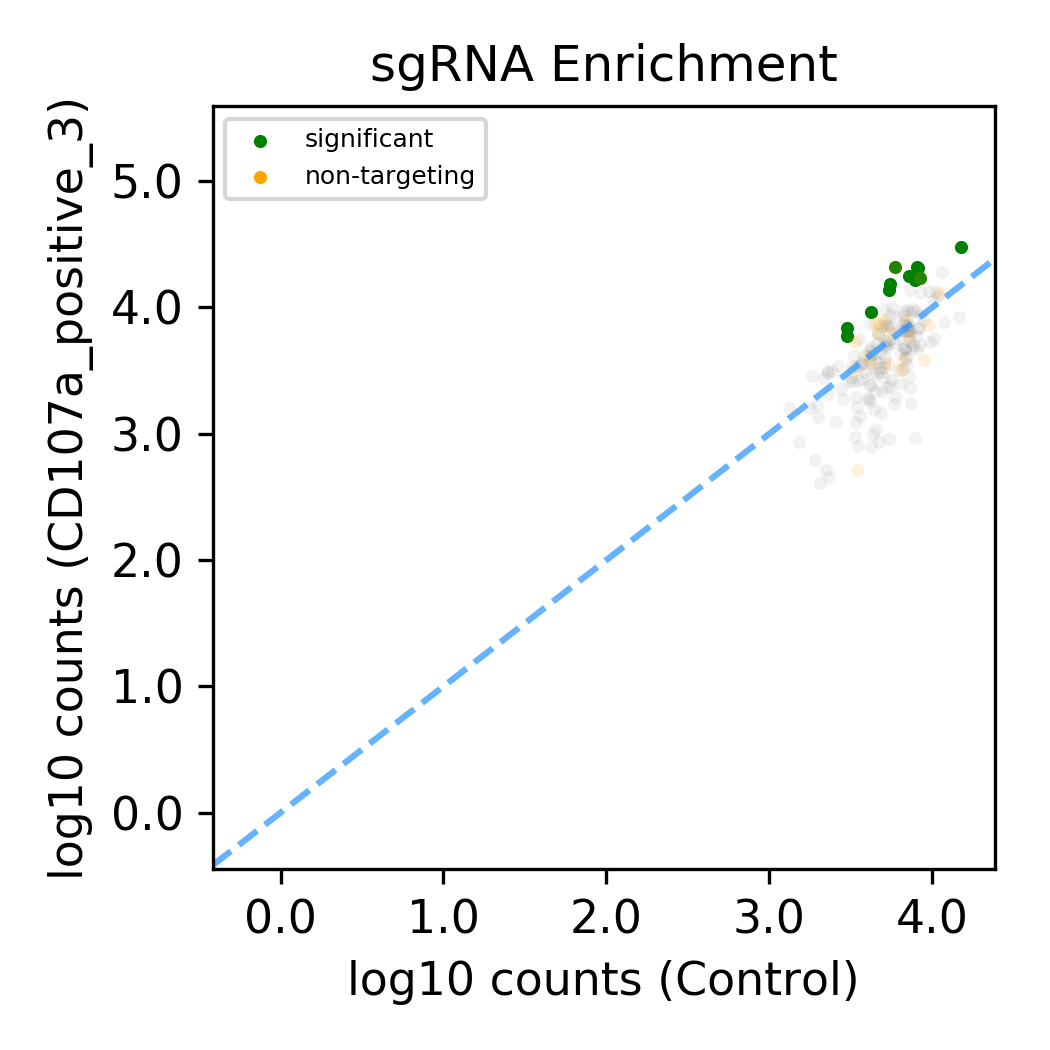 sgRNA Enrichment
significant
non-targeting
log10 counts (CD107a_positive_3)
5.0
4.0
3.0
2.0
1.0
0.0
0.0 1.0 2.0 3.0 4.0
log10 counts (Control)